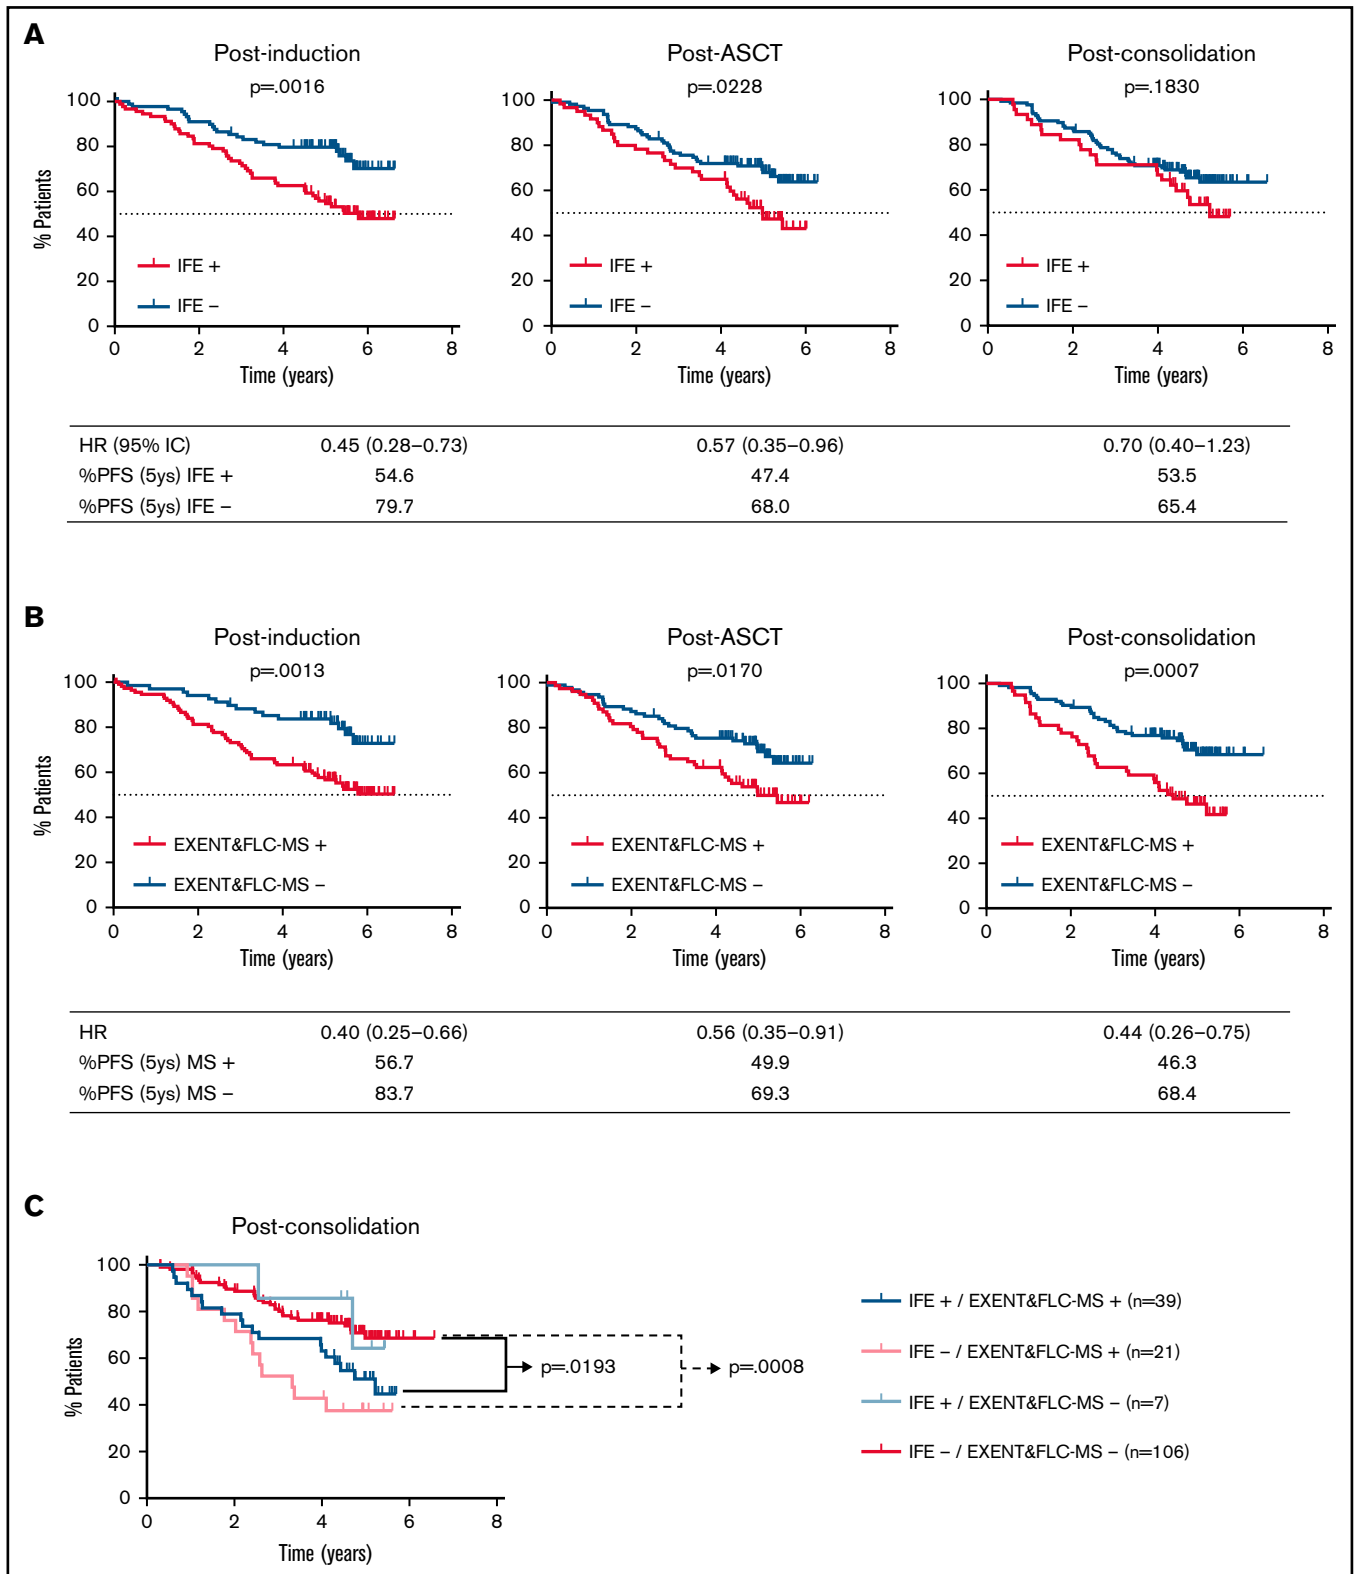 A
Post-induction
p=.0016
Post-ASCT
p=.0228
Post-consolidation
p=.1830
% Patients
100
80
60
40
20
0
IFE +
IFE –
0 2 4 6 8
Time (years)
100
80
60
40
20
0
IFE +
IFE –
0 2 4 6 8
Time (years)
100
80
60
40
20
0
IFE +
IFE –
0 2 4 6 8
Time (years)
HR (95% IC) 0.45 (0.28–0.73) 0.57 (0.35–0.96) 0.70 (0.40–1.23)
%PFS (5ys) IFE + 54.6 47.4 53.5
%PFS (5ys) IFE – 79.7 68.0 65.4
B
Post-induction
p=.0013
Post-ASCT
p=.0170
Post-consolidation
p=.0007
% Patients
100
80
60
40
20
0
EXENT&FLC-MS +
EXENT&FLC-MS –
0 2 4 6 8
Time (years)
100
80
60
40
20
0
EXENT&FLC-MS +
EXENT&FLC-MS –
0 2 4 6 8
Time (years)
100
80
60
40
20
0
EXENT&FLC-MS +
EXENT&FLC-MS –
0 2 4 6 8
Time (years)
HR 0.40 (0.25–0.66) 0.56 (0.35–0.91) 0.44 (0.26–0.75)
%PFS (5ys) MS + 56.7 49.9 46.3
%PFS (5ys) MS – 83.7 69.3 68.4
C
Post-consolidation
% Patients
100
80
60
40
20
0
0 2 4 6 8
Time (years)
p=.0193
p=.0008
IFE + / EXENT&FLC-MS + (n=39)
IFE – / EXENT&FLC-MS + (n=21)
IFE + / EXENT&FLC-MS – (n=7)
IFE – / EXENT&FLC-MS – (n=106)